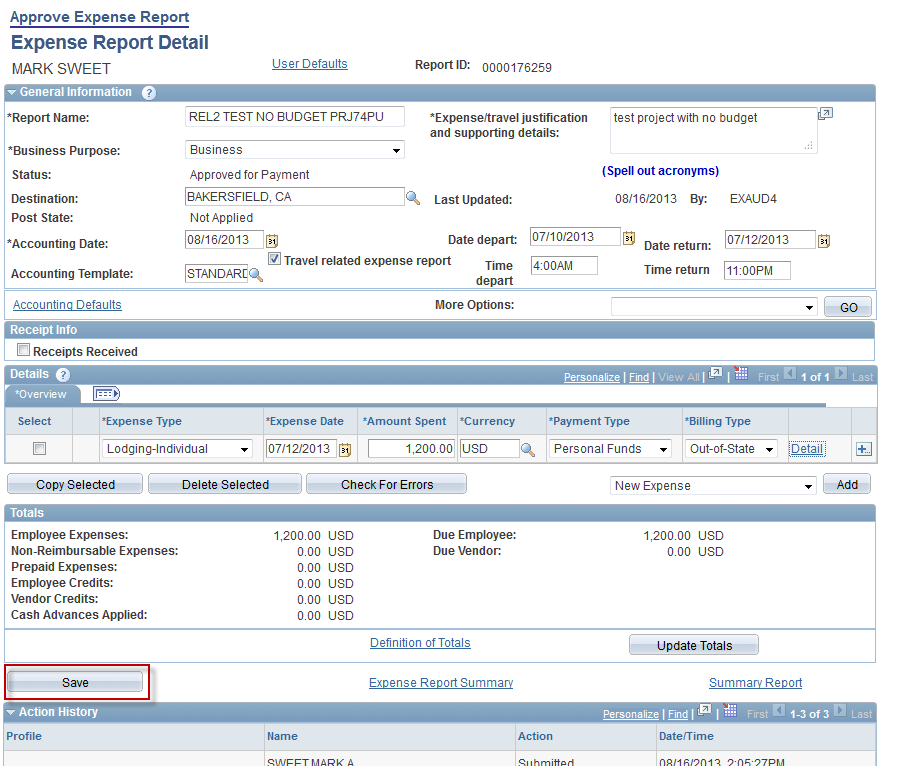 Approve Expense Report
Expense Report Detail
MARK SWEET User Defaults Report ID: 0000176259
General Information ?
*Report Name: REL2 TEST NO BUDGET PRJ74PU *Expense/travel justification and supporting details: test project with no budget
*Business Purpose: Business
Status: Approved for Payment (Spell out acronyms)
Destination: BAKERSFIELD, CA Last Updated: 08/16/2013 By: EXAUD4
Post State: Not Applied
*Accounting Date: 08/16/2013 31 Date depart: 07/10/2013 31 Date return: 07/12/2013 31
Travel related expense report
Accounting Template: STANDARD Time depart 4:00AM Time return 11:00PM
Accounting Defaults More Options: GO
Receipt Info
Receipts Received
Details ? Personalize | Find | View All | | First 1 of 1 Last
*Overview
Select *Expense Type *Expense Date *Amount Spent *Currency *Payment Type *Billing Type
Lodging-Individual 07/12/2013 31 1,200.00 USD Personal Funds Out-of-State Detail +
Copy Selected Delete Selected Check For Errors New Expense Add
Totals
Employee Expenses: 1,200.00 USD Due Employee: 1,200.00 USD
Non-Reimbursable Expenses: 0.00 USD Due Vendor: 0.00 USD
Prepaid Expenses: 0.00 USD
Employee Credits: 0.00 USD
Vendor Credits: 0.00 USD
Cash Advances Applied: 0.00 USD
Definition of Totals Update Totals
Save Expense Report Summary Summary Report
Action History Personalize | Find | | First 1-3 of 3 Last
Profile Name Action Date/Time
SWEET,MARK A Submitted 08/16/2013 2:05:27PM